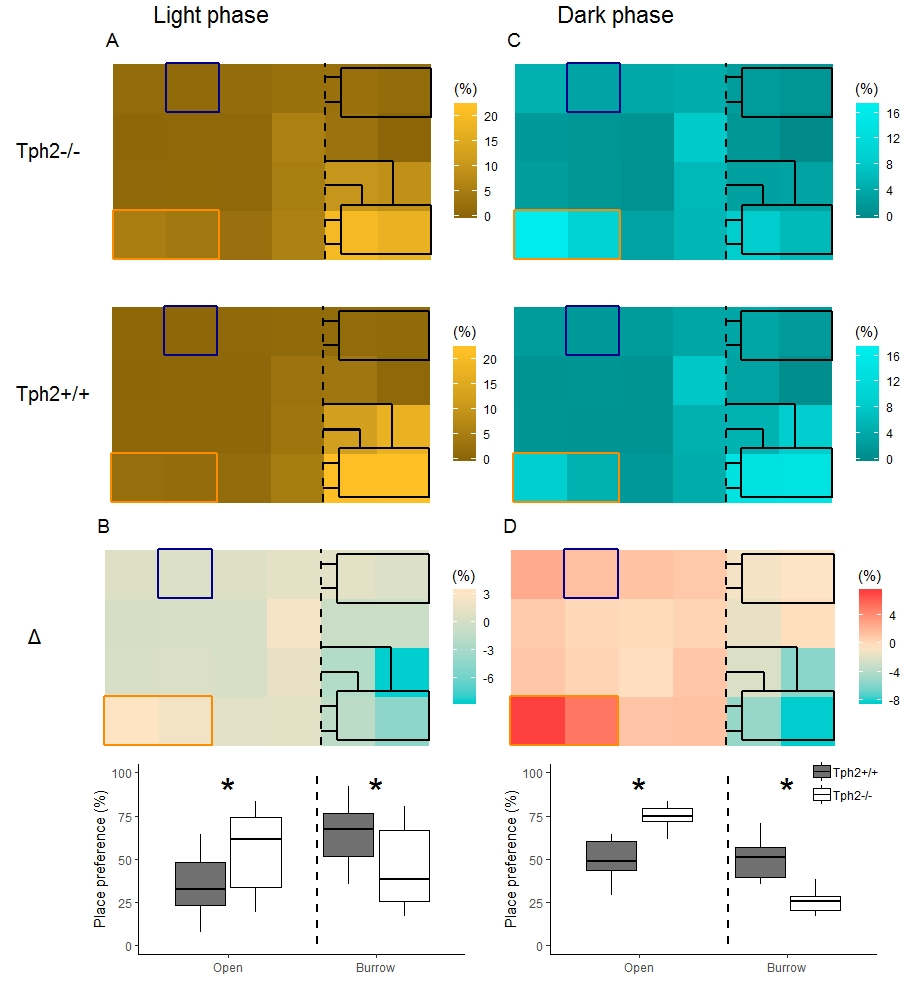 Light phase
Dark phase
A
C
(%)
20
15
10
5
0
(%)
16
12
8
4
0
Tph2-/-
(%)
20
15
10
5
0
(%)
16
12
8
4
0
Tph2+/+
B
D
(%)
3
0
-3
-6
(%)
4
0
-4
-8
Δ
Place preference (%)
100
75
50
25
0
*
*
Open
Burrow
Place preference (%)
100
75
50
25
0
*
*
Tph2+/+
Tph2-/-
Open
Burrow